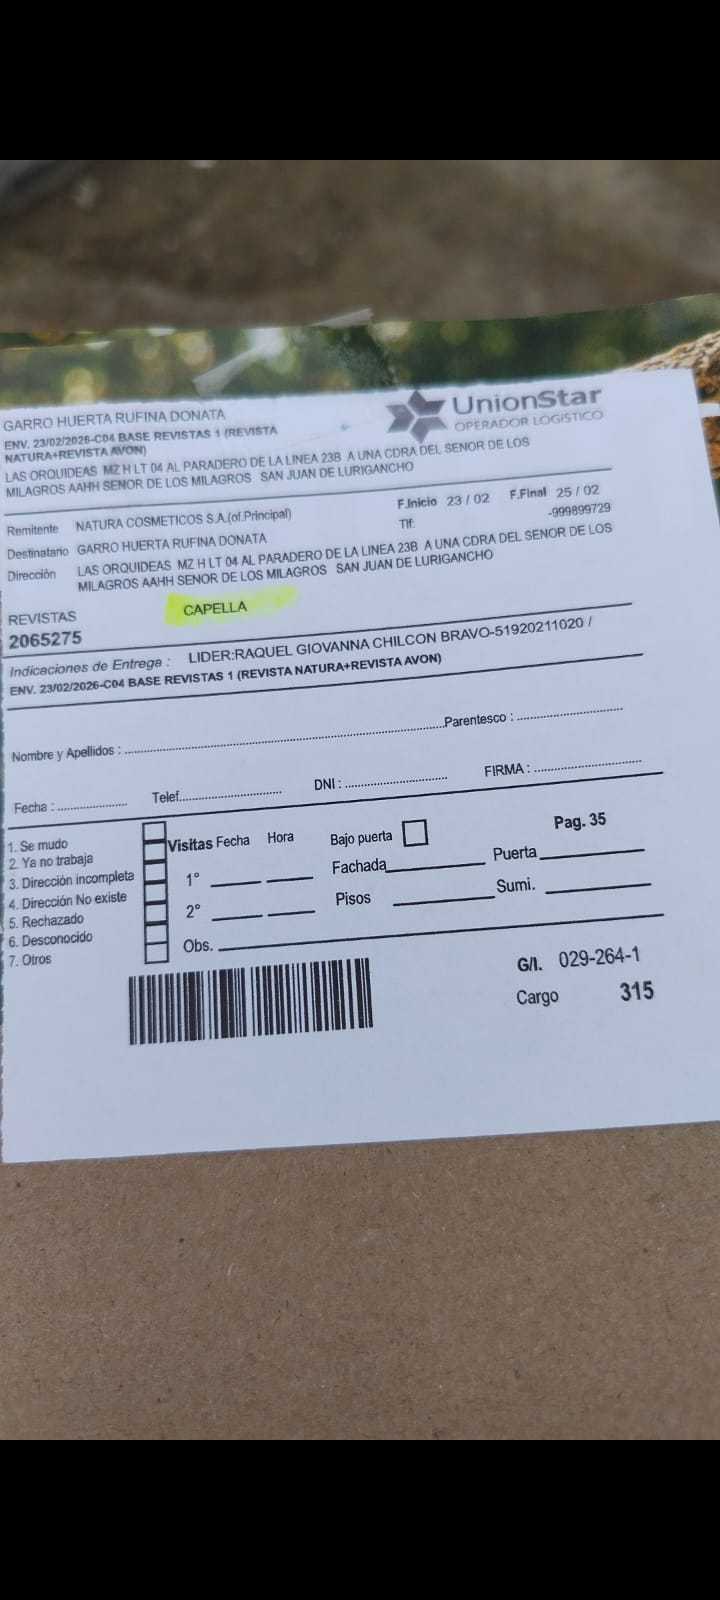 GARRO HUERTA RUFINA DONATA
UnionStar
OPERADOR LOGISTICO
ENV. 23/02/2026-C04 BASE REVISTAS 1 (REVISTA
NATURA+REVISTA AVON)
LAS ORQUIDEAS MZ H LT 04 AL PARADERO DE LA LINEA 23B A UNA CDRA DEL SENOR DE LOS
MILAGROS AAHH SENOR DE LOS MILAGROS SAN JUAN DE LURIGANCHO
Remitente NATURA COSMETICOS S.A.(of.Principal) F.Inicio 23 / 02 F.Final 25 / 02
Destinatario GARRO HUERTA RUFINA DONATA Tlf: -999899729
Dirección LAS ORQUIDEAS MZ H LT 04 AL PARADERO DE LA LINEA 23B A UNA CDRA DEL SENOR DE LOS
MILAGROS AAHH SENOR DE LOS MILAGROS SAN JUAN DE LURIGANCHO
REVISTAS CAPELLA
2065275
Indicaciones de Entrega : LIDER:RAQUEL GIOVANNA CHILCON BRAVO-51920211020 /
ENV. 23/02/2026-C04 BASE REVISTAS 1 (REVISTA NATURA+REVISTA AVON)
Nombre y Apellidos : Parentesco :
Fecha : Telef. DNI : FIRMA :
1. Se mudo
2. Ya no trabaja
3. Dirección incompleta
4. Dirección No existe
5. Rechazado
6. Desconocido
7. Otros
Visitas Fecha Hora Bajo puerta Pag. 35
1° Fachada Puerta
2° Pisos Sumi.
Obs.
G/I. 029-264-1
Cargo 315